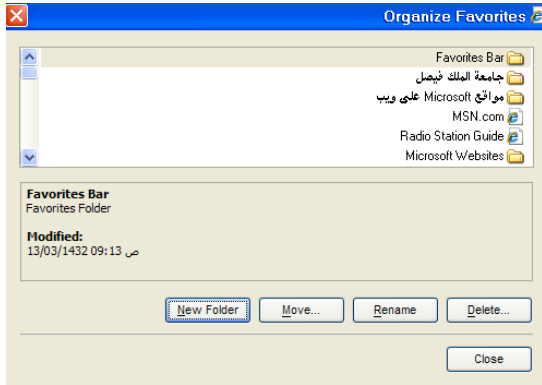 Organize Favorites
Favorites Bar
جامعة الملك فيصل
مواقع Microsoft على ويب
MSN.com
Radio Station Guide
Microsoft Websites
Favorites Bar
Favorites Folder
Modified:
13/03/1432 09:13 ص
New Folder Move... Rename Delete...
Close